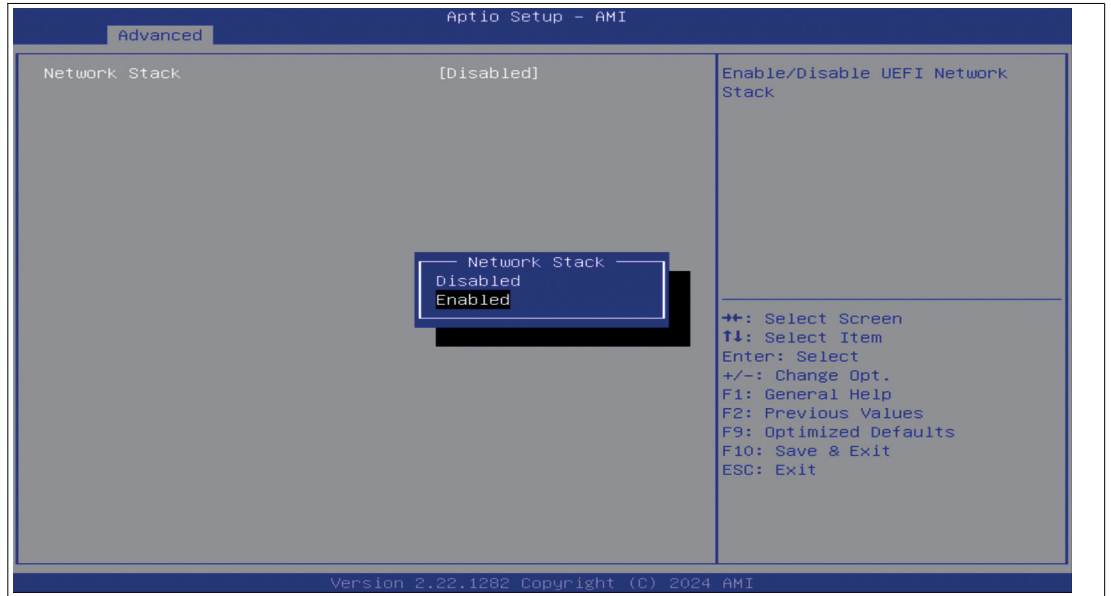 Aptio Setup – AMI
Advanced
Network Stack [Disabled]
Enable/Disable UEFI Network
Stack
Network Stack
Disabled
Enabled
→←: Select Screen
↑↓: Select Item
Enter: Select
+/-: Change Opt.
F1: General Help
F2: Previous Values
F9: Optimized Defaults
F10: Save & Exit
ESC: Exit
Version 2.22.1282 Copyright (C) 2024 AMI